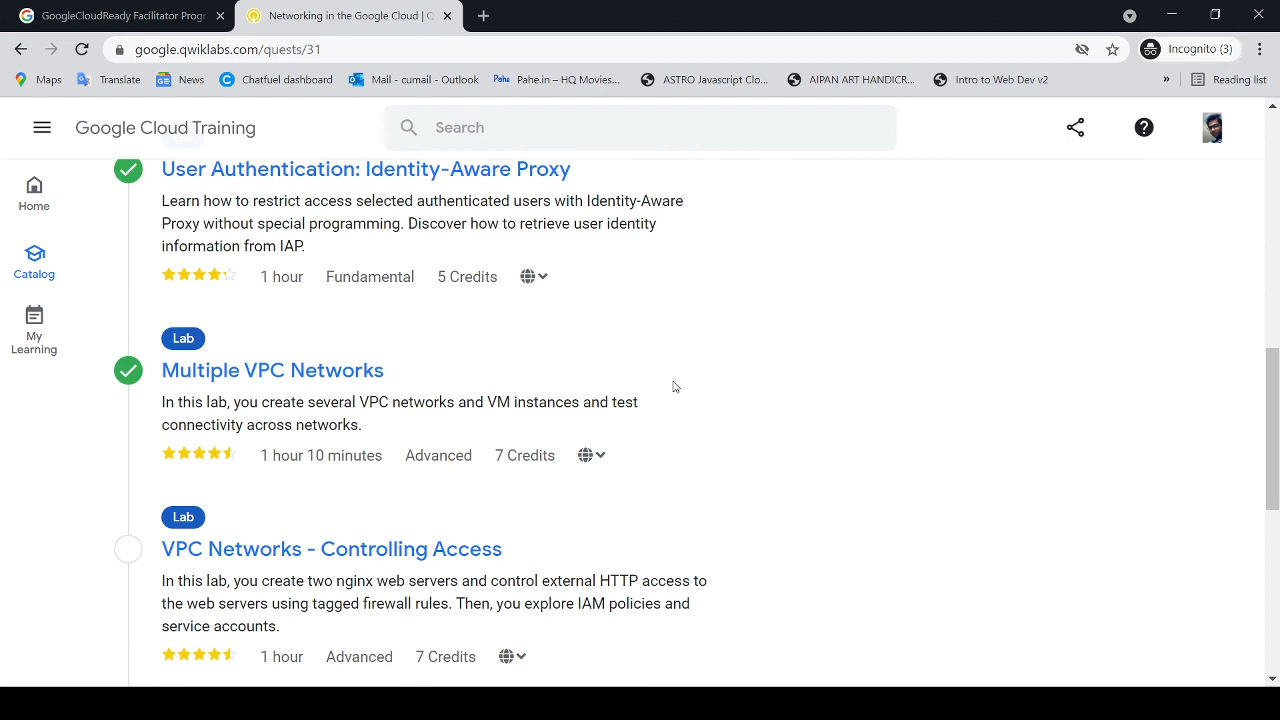 GoogleCloudReady Facilitator Progr
Networking in the Google Cloud |
google.qwiklabs.com/quests/31
Incognito (3)
Maps
Translate
News
Chatfuel dashboard
Mail - cumail - Outlook
Pahe.in – HQ Movies...
ASTRO Javascript Clo...
AIPAN ART HANDICR...
Intro to Web Dev v2
»
Reading list
Google Cloud Training
Search
Home
Catalog
My
Learning
User Authentication: Identity-Aware Proxy
Learn how to restrict access selected authenticated users with Identity-Aware
Proxy without special programming. Discover how to retrieve user identity
information from IAP.
1 hour Fundamental 5 Credits
Lab
Multiple VPC Networks
In this lab, you create several VPC networks and VM instances and test
connectivity across networks.
1 hour 10 minutes Advanced 7 Credits
Lab
VPC Networks - Controlling Access
In this lab, you create two nginx web servers and control external HTTP access to
the web servers using tagged firewall rules. Then, you explore IAM policies and
service accounts.
1 hour Advanced 7 Credits